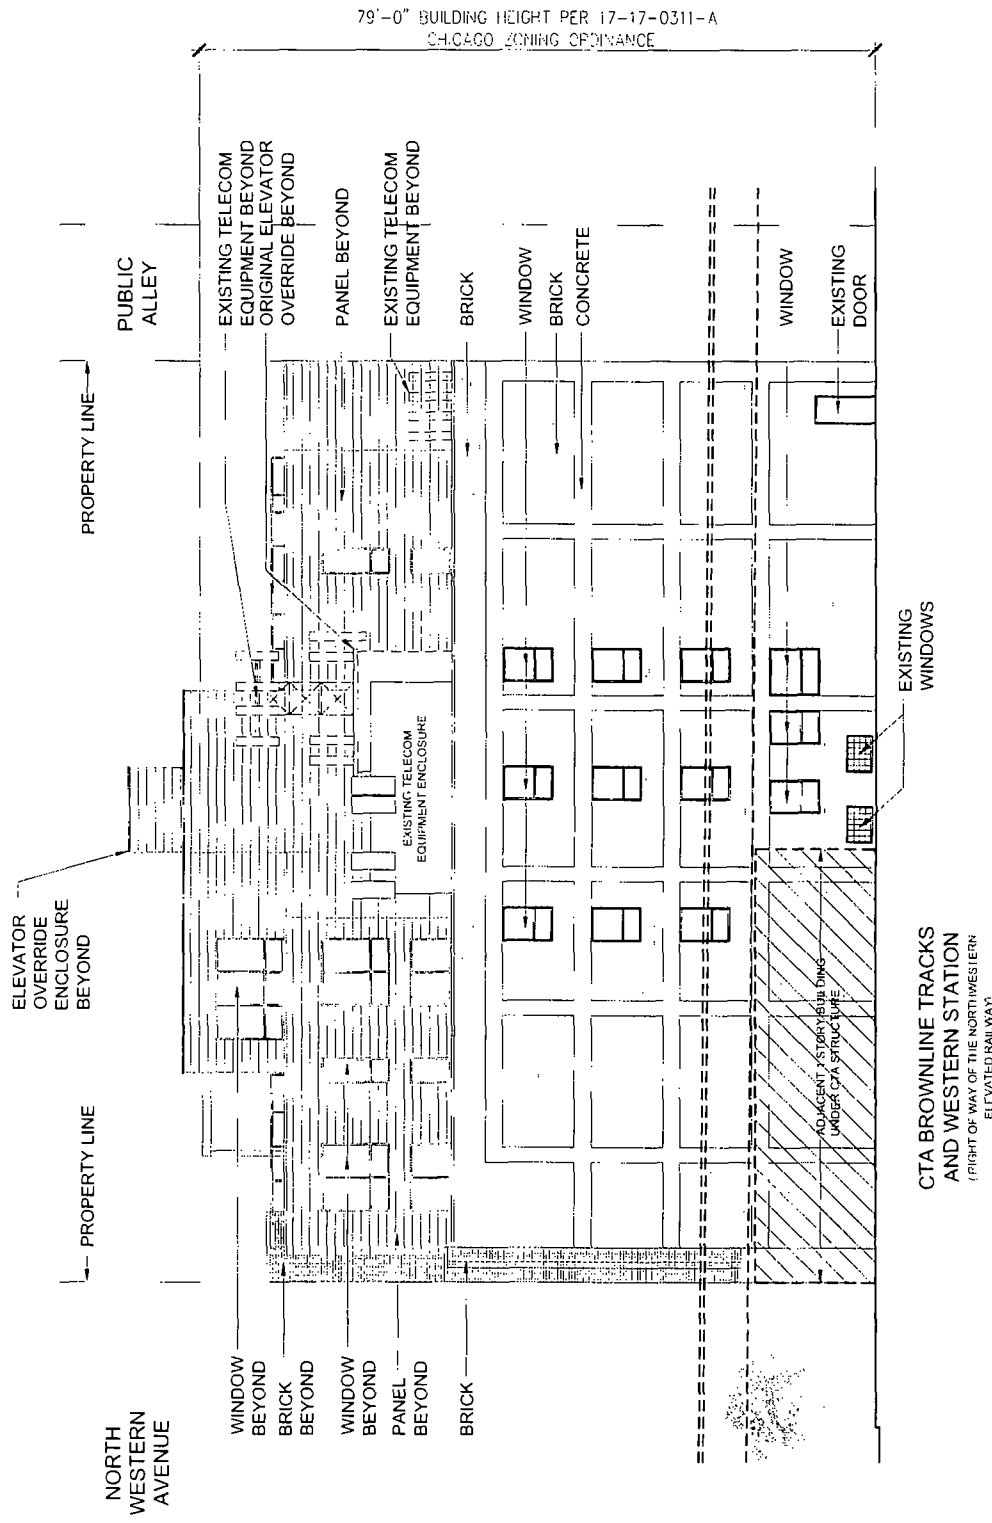 79'-0" BUILDING HEIGHT PER 17-17-0311-A
CHICAGO ZONING ORDINANCE
PUBLIC
ALLEY
EXISTING TELECOM
EQUIPMENT BEYOND
ORIGINAL ELEVATOR
OVERRIDE BEYOND
PANEL BEYOND
EXISTING TELECOM
EQUIPMENT BEYOND
BRICK
WINDOW
BRICK
CONCRETE
WINDOW
EXISTING
DOOR
PROPERTY LINE
EXISTING TELECOM
EQUIPMENT ENCLOSURE
EXISTING
WINDOWS
ELEVATOR
OVERRIDE
ENCLOSURE
BEYOND
ADJACENT 1 STORY BUILDING
UNDER CTA STRUCTURE
PROPERTY LINE
CTA BROWNLINE TRACKS
AND WESTERN STATION
(RIGHT OF WAY OF THE NORTHWESTERN
ELEVATED RAILWAY)
NORTH
WESTERN
AVENUE
WINDOW
BEYOND
BRICK
BEYOND
WINDOW
BEYOND
PANEL
BEYOND
BRICK